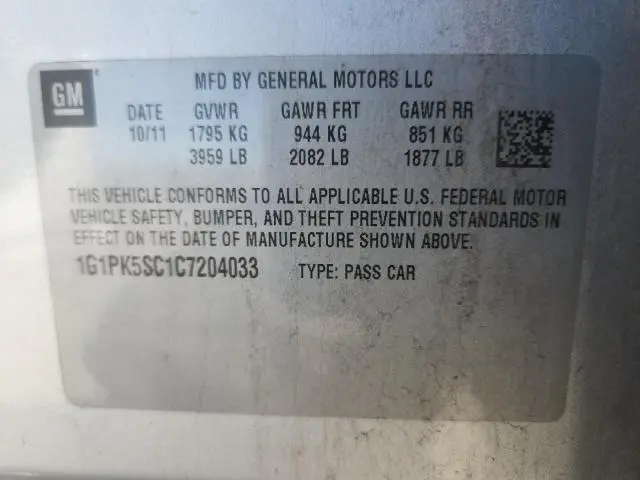 GM
MFD BY GENERAL MOTORS LLC
DATE GVWR GAWR FRT GAWR RR
10/11 1795 KG 944 KG 851 KG
3959 LB 2082 LB 1877 LB
THIS VEHICLE CONFORMS TO ALL APPLICABLE U.S. FEDERAL MOTOR
VEHICLE SAFETY, BUMPER, AND THEFT PREVENTION STANDARDS IN
EFFECT ON THE DATE OF MANUFACTURE SHOWN ABOVE.
1G1PK5SC1C7204033 TYPE: PASS CAR